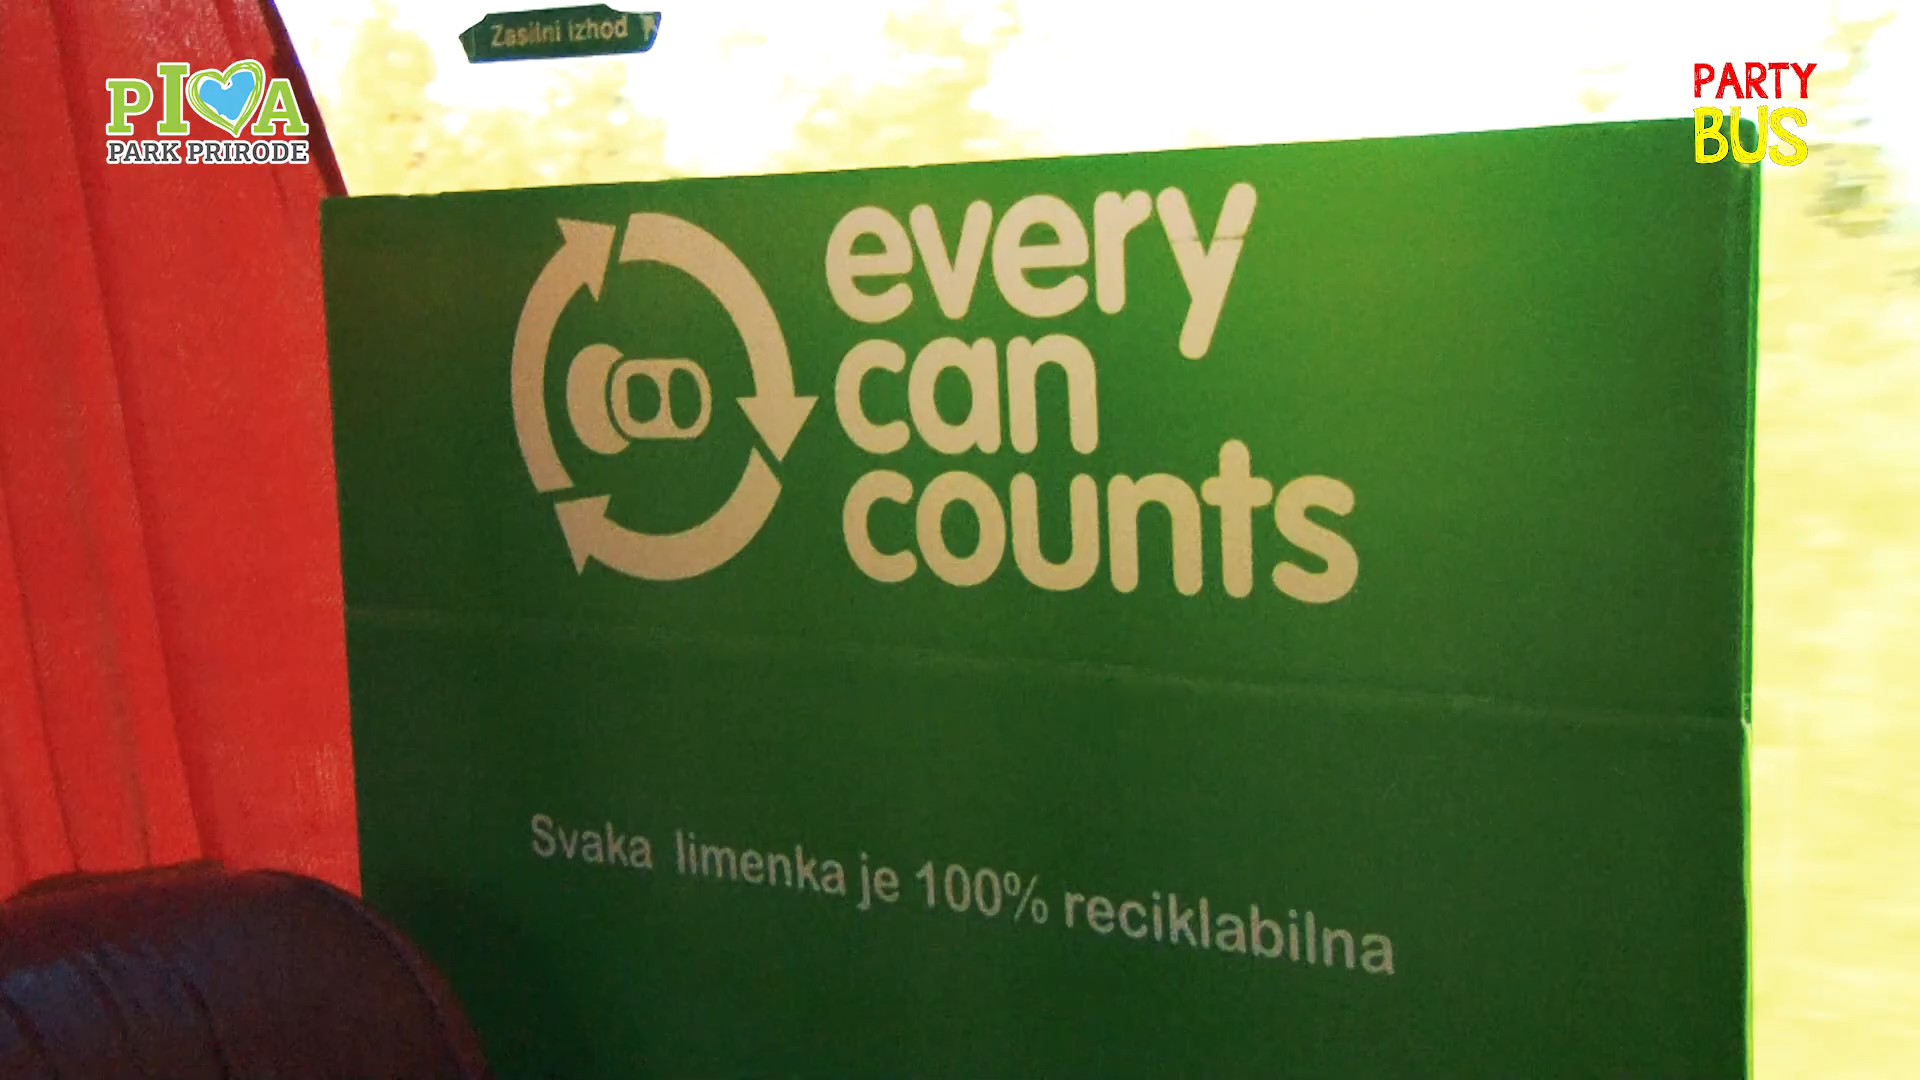 Zasilni izhod
PIVA
PARK PRIRODE
PARTY
BUS
every
can
counts
Svaka limenka je 100% reciklabilna